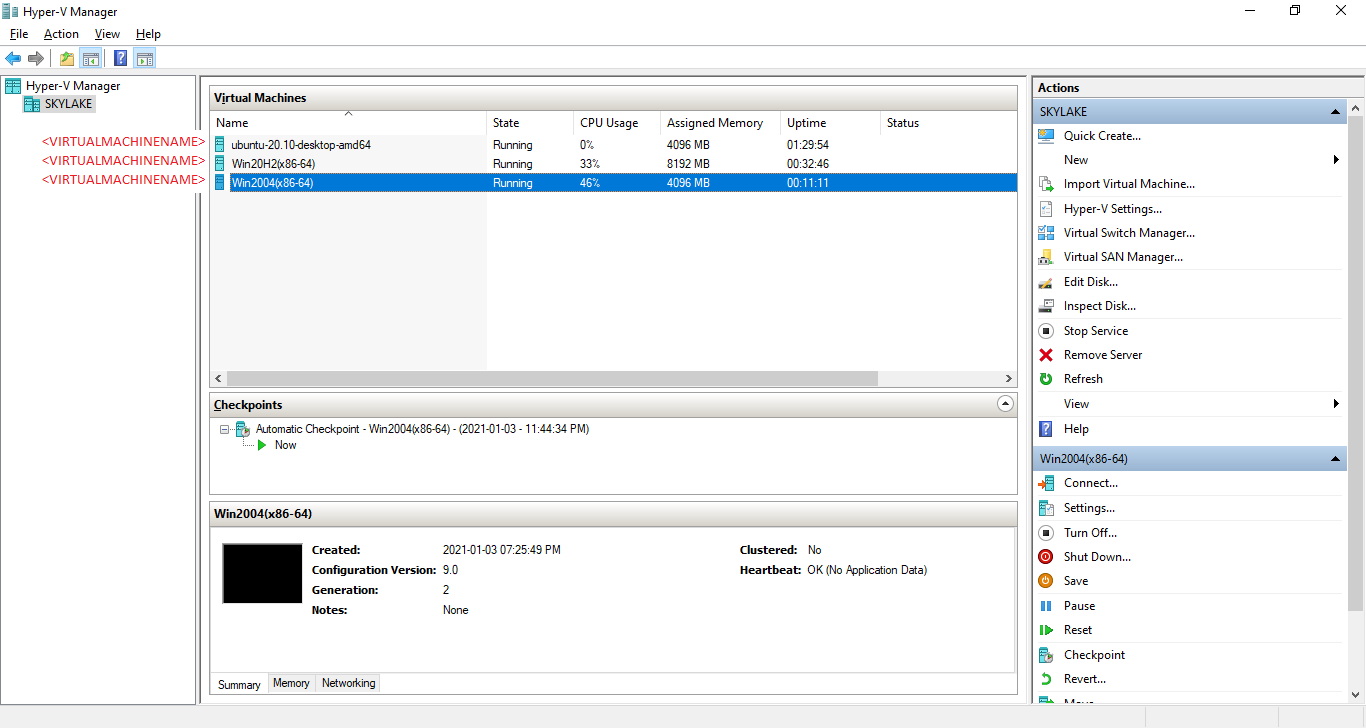 Hyper-V Manager
File Action View Help
Hyper-V Manager
SKYLAKE
<VIRTUALMACHINENAME>
<VIRTUALMACHINENAME>
<VIRTUALMACHINENAME>
Virtual Machines
Name State CPU Usage Assigned Memory Uptime Status
ubuntu-20.10-desktop-amd64 Running 0% 4096 MB 01:29:54
Win20H2(x86-64) Running 33% 8192 MB 00:32:46
Win2004(x86-64) Running 46% 4096 MB 00:11:11
Checkpoints
Automatic Checkpoint - Win2004(x86-64) - (2021-01-03 - 11:44:34 PM)
Now
Win2004(x86-64)
Created: 2021-01-03 07:25:49 PM Clustered: No
Configuration Version: 9.0 Heartbeat: OK (No Application Data)
Generation: 2
Notes: None
Summary Memory Networking
Actions
SKYLAKE
Quick Create...
New
Import Virtual Machine...
Hyper-V Settings...
Virtual Switch Manager...
Virtual SAN Manager...
Edit Disk...
Inspect Disk...
Stop Service
Remove Server
Refresh
View
Help
Win2004(x86-64)
Connect...
Settings...
Turn Off...
Shut Down...
Save
Pause
Reset
Checkpoint
Revert...